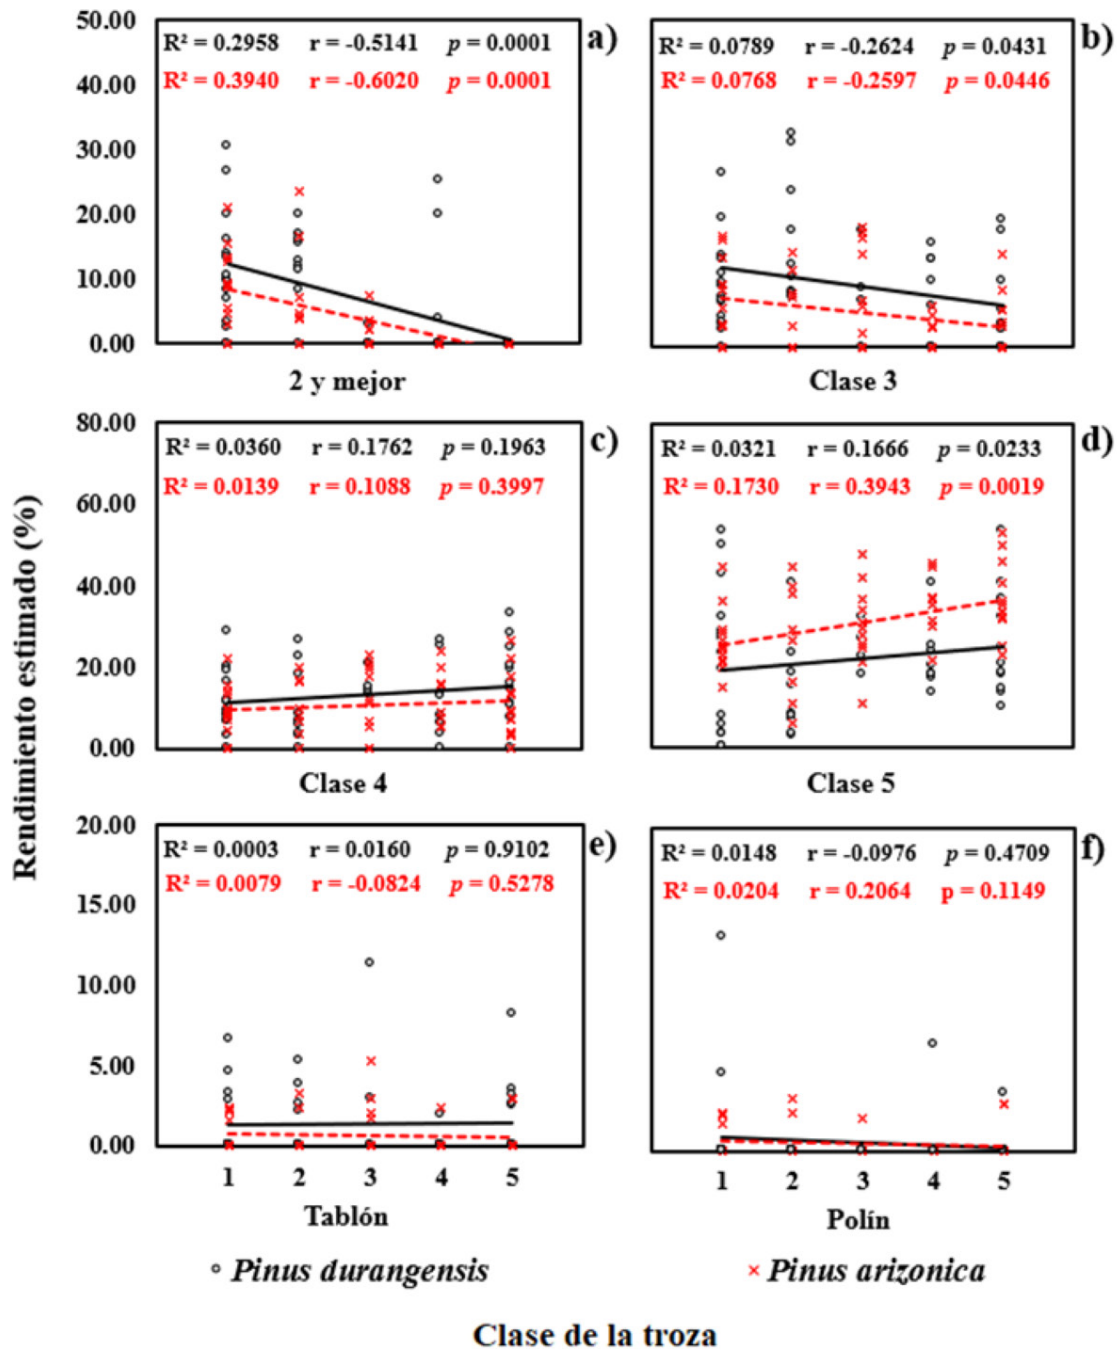 50.00
40.00
30.00
20.00
10.00
0.00
R² = 0.2958 r = -0.5141 p = 0.0001 a)
R² = 0.3940 r = -0.6020 p = 0.0001
2 y mejor
R² = 0.0789 r = -0.2624 p = 0.0431 b)
R² = 0.0768 r = -0.2597 p = 0.0446
Clase 3
80.00
60.00
40.00
20.00
0.00
R² = 0.0360 r = 0.1762 p = 0.1963 c)
R² = 0.0139 r = 0.1088 p = 0.3997
Clase 4
R² = 0.0321 r = 0.1666 p = 0.0233 d)
R² = 0.1730 r = 0.3943 p = 0.0019
Clase 5
Rendimiento estimado (%)
20.00
15.00
10.00
5.00
0.00
R² = 0.0003 r = 0.0160 p = 0.9102 e)
R² = 0.0079 r = -0.0824 p = 0.5278
1 2 3 4 5
Tablón
R² = 0.0148 r = -0.0976 p = 0.4709 f)
R² = 0.0204 r = 0.2064 p = 0.1149
1 2 3 4 5
Polín
Pinus durangensis
Pinus arizonica
Clase de la troza